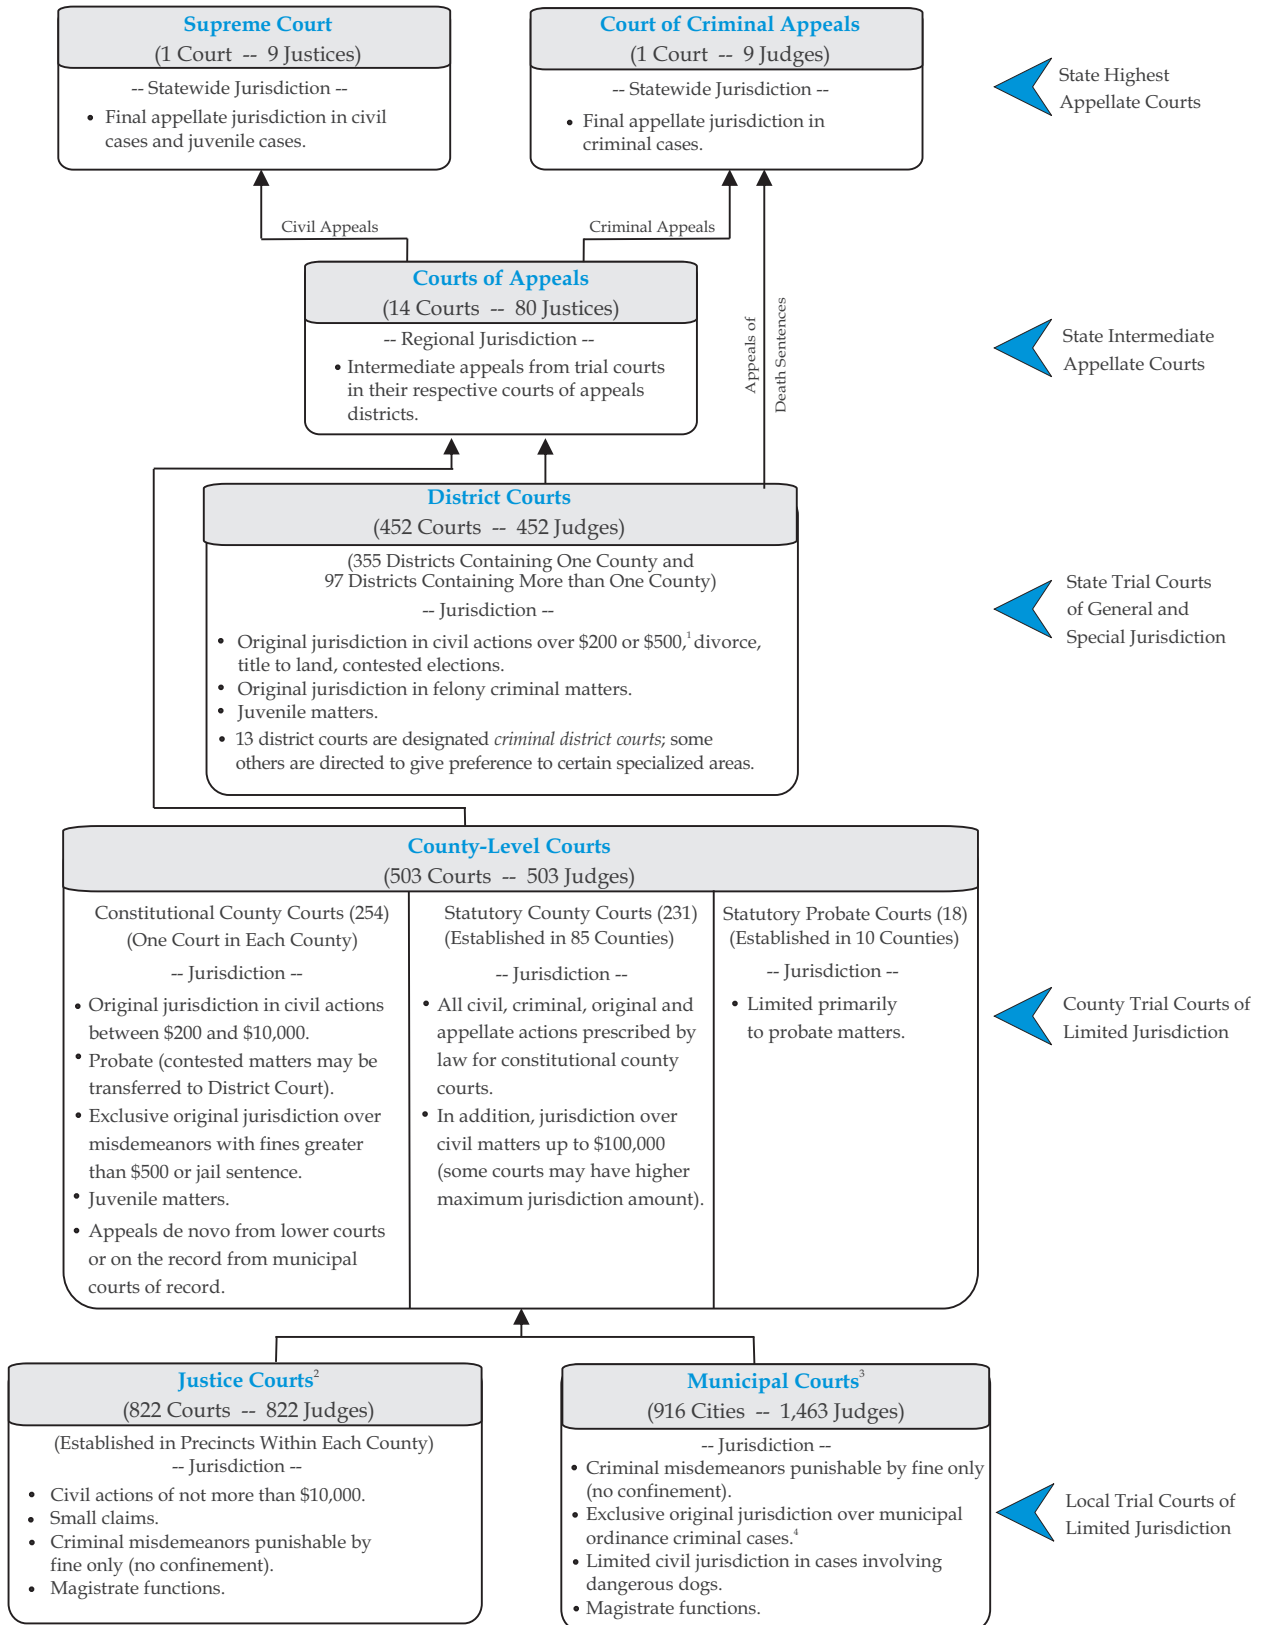 Supreme Court
(1 Court -- 9 Justices)
-- Statewide Jurisdiction --
• Final appellate jurisdiction in civil
cases and juvenile cases.
Court of Criminal Appeals
(1 Court -- 9 Judges)
-- Statewide Jurisdiction --
• Final appellate jurisdiction in
criminal cases.
State Highest
Appellate Courts
Civil Appeals
Criminal Appeals
Appeals of
Death Sentences
Courts of Appeals
(14 Courts -- 80 Justices)
-- Regional Jurisdiction --
• Intermediate appeals from trial courts
in their respective courts of appeals
districts.
State Intermediate
Appellate Courts
District Courts
(452 Courts -- 452 Judges)
(355 Districts Containing One County and
97 Districts Containing More than One County)
-- Jurisdiction --
• Original jurisdiction in civil actions over $200 or $500,¹ divorce,
title to land, contested elections.
• Original jurisdiction in felony criminal matters.
• Juvenile matters.
• 13 district courts are designated criminal district courts; some
others are directed to give preference to certain specialized areas.
State Trial Courts
of General and
Special Jurisdiction
County-Level Courts
(503 Courts -- 503 Judges)
Constitutional County Courts (254)
(One Court in Each County)
-- Jurisdiction --
• Original jurisdiction in civil actions
between $200 and $10,000.
• Probate (contested matters may be
transferred to District Court).
• Exclusive original jurisdiction over
misdemeanors with fines greater
than $500 or jail sentence.
• Juvenile matters.
• Appeals de novo from lower courts
or on the record from municipal
courts of record.
Statutory County Courts (231)
(Established in 85 Counties)
-- Jurisdiction --
• All civil, criminal, original and
appellate actions prescribed by
law for constitutional county
courts.
• In addition, jurisdiction over
civil matters up to $100,000
(some courts may have higher
maximum jurisdiction amount).
Statutory Probate Courts (18)
(Established in 10 Counties)
-- Jurisdiction --
• Limited primarily
to probate matters.
County Trial Courts of
Limited Jurisdiction
Justice Courts²
(822 Courts -- 822 Judges)
(Established in Precincts Within Each County)
-- Jurisdiction --
• Civil actions of not more than $10,000.
• Small claims.
• Criminal misdemeanors punishable by
fine only (no confinement).
• Magistrate functions.
Municipal Courts³
(916 Cities -- 1,463 Judges)
-- Jurisdiction --
• Criminal misdemeanors punishable by fine only
(no confinement).
• Exclusive original jurisdiction over municipal
ordinance criminal cases.⁴
• Limited civil jurisdiction in cases involving
dangerous dogs.
• Magistrate functions.
Local Trial Courts of
Limited Jurisdiction